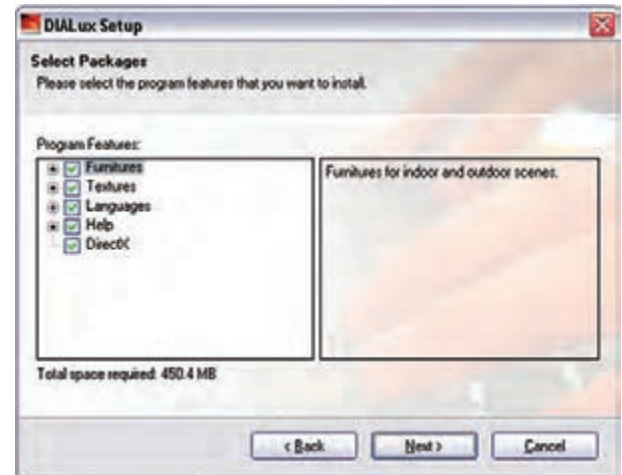 DIALux Setup
Select Packages
Please select the program features that you want to install.
Program Features:
Furnitures
Textures
Languages
Help
DirectX
Furnitures for indoor and outdoor scenes.
Total space required: 450.4 MB
< Back
Next >
Cancel